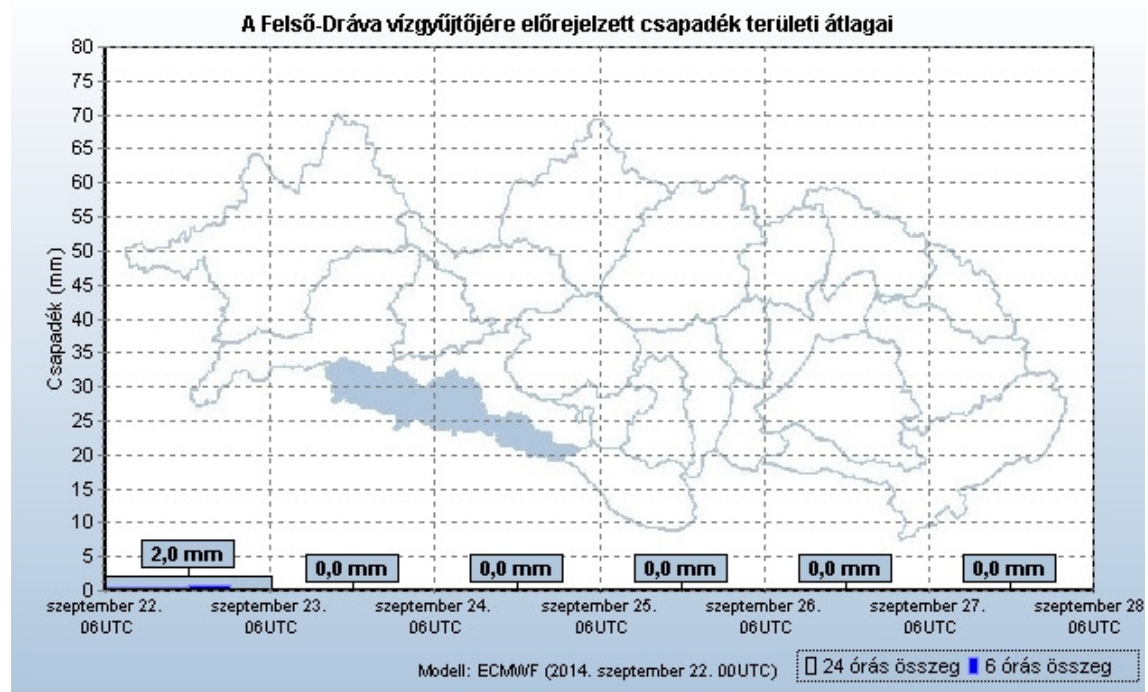 A Felső-Dráva vízgyűjtőjére előrejelzett csapadék területi átlagai
80
75
70
65
60
55
50
45
40
35
30
25
20
15
10
5
0
Csapadék (mm)
2,0 mm
0,0 mm
0,0 mm
0,0 mm
0,0 mm
0,0 mm
szeptember 22. szeptember 23. szeptember 24. szeptember 25. szeptember 26. szeptember 27. szeptember 28
06UTC 06UTC 06UTC 06UTC 06UTC 06UTC 06UTC
Modell: ECMWF (2014. szeptember 22. 00UTC) 24 órás összeg 6 órás összeg